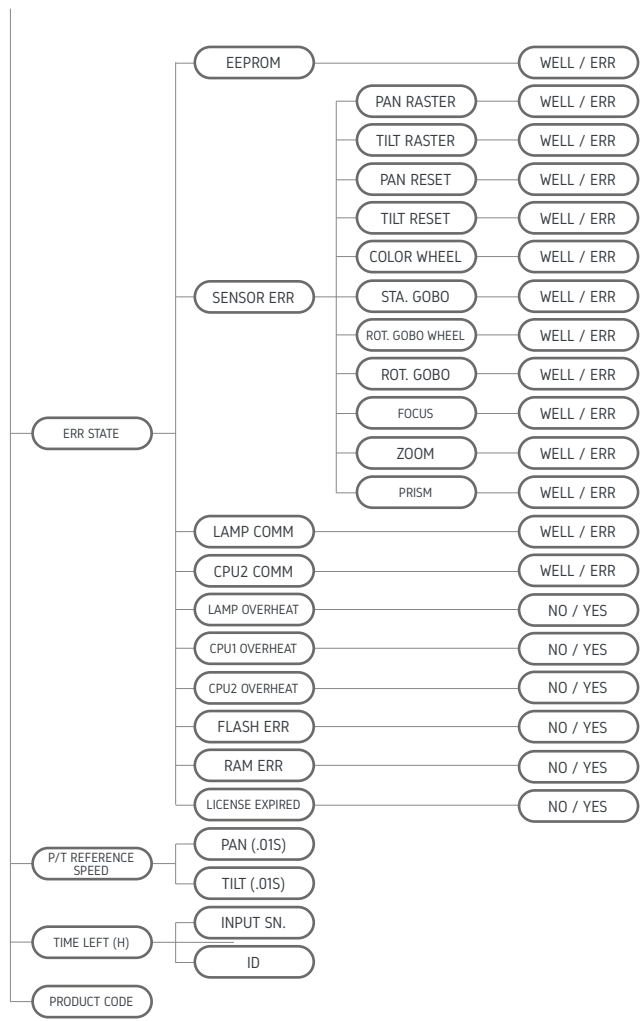 EEPROM WELL / ERR
PAN RASTER WELL / ERR
TILT RASTER WELL / ERR
PAN RESET WELL / ERR
TILT RESET WELL / ERR
COLOR WHEEL WELL / ERR
SENSOR ERR STA. GOBO WELL / ERR
ROT. GOBO WHEEL WELL / ERR
ROT. GOBO WELL / ERR
FOCUS WELL / ERR
ERR STATE
ZOOM WELL / ERR
PRISM WELL / ERR
LAMP COMM WELL / ERR
CPU2 COMM WELL / ERR
LAMP OVERHEAT NO / YES
CPU1 OVERHEAT NO / YES
CPU2 OVERHEAT NO / YES
FLASH ERR NO / YES
RAM ERR NO / YES
LICENSE EXPIRED NO / YES
P/T REFERENCE
SPEED
PAN (.01S)
TILT (.01S)
TIME LEFT (H)
INPUT SN.
ID
PRODUCT CODE